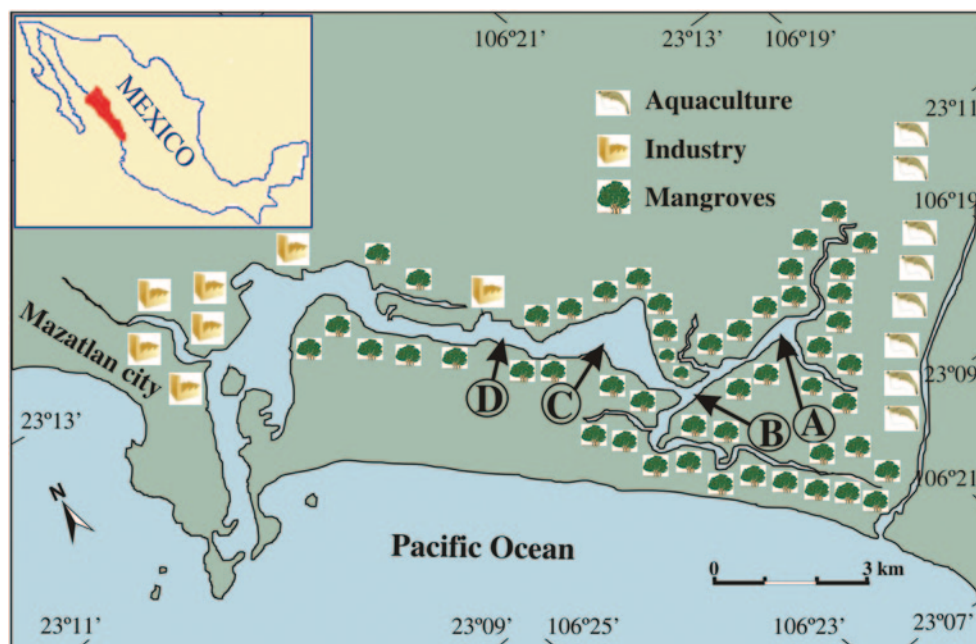 106º21'
23º13'
106º19'
MEXICO
Aquaculture
23º11'
Industry
Mangroves
106º19'
Mazatlan city
23º09'
D
C
B
A
23º13'
106º21'
N
Pacific Ocean
0
3 km
23º11'
23º09'
106º25'
106º23'
23º07'